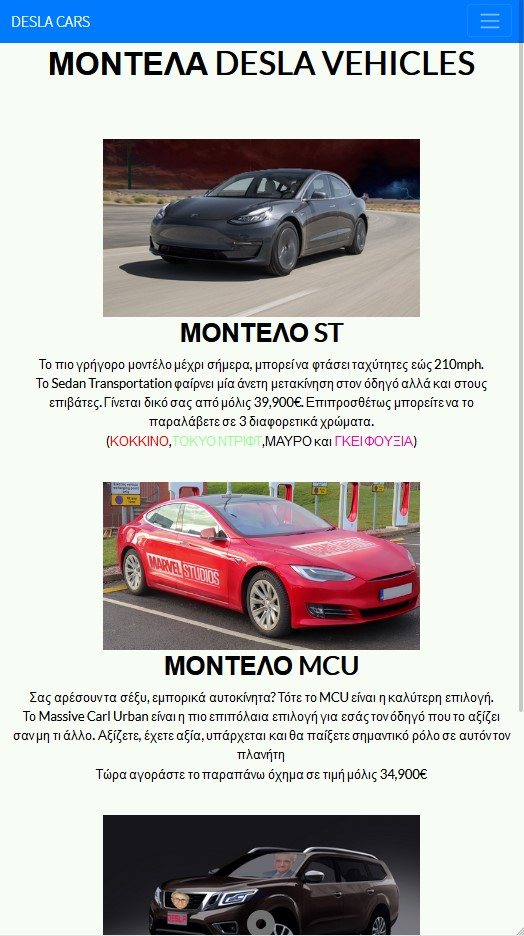 DESLA CARS
ΜΟΝΤΕΛΑ DESLA VEHICLES
ΜΟΝΤΕΛΟ ST
Το πιο γρήγορο μοντέλο μέχρι σήμερα, μπορεί να φτάσει ταχύτητες εώς 210mph.
Το Sedan Transportation φαίρνει μία άνετη μετακίνηση στον όδηγό αλλά και στους
επιβάτες. Γίνεται δικό σας από μόλις 39,900€. Επιπροσθέτως μπορείτε να το
παραλάβετε σε 3 διαφορετικά χρώματα.
(ΚΟΚΚΙΝΟ,ΤΟΚΥΟ ΝΤΡΙΦΤ,ΜΑΥΡΟ και ΓΚΕΙ ΦΟΥΞΙΑ)
MARVEL STUDIOS
ΜΟΝΤΕΛΟ MCU
Σας αρέσουν τα σέξυ, εμπορικά αυτοκίνητα? Τότε το MCU είναι η καλύτερη επιλογή.
Το Massive Carl Urban είναι η πιο επιπόλαια επιλογή για εσάς τον όδηγό που το αξίζει
σαν μη τι άλλο. Αξίζετε, έχετε αξία, υπάρχεται και θα παίξετε σημαντικό ρόλο σε αυτόν τον
πλανήτη
Τώρα αγοράστε το παραπάνω όχημα σε τιμή μόλις 34,900€
DESLA